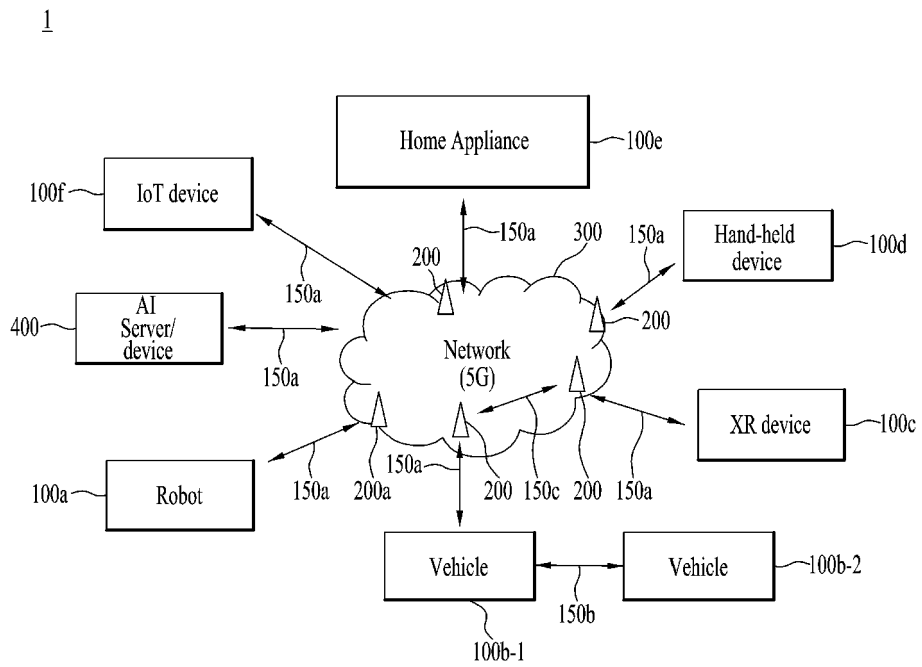 1
Home Appliance
100e
IoT device
100f
150a
300
150a
Hand-held
device
100d
200
150a
AI
Server/
device
400
150a
200
Network
(5G)
XR device
100c
150a
Robot
100a
150a
200a
150a
200
150c
200
150a
Vehicle
Vehicle
100b-2
150b
100b-1